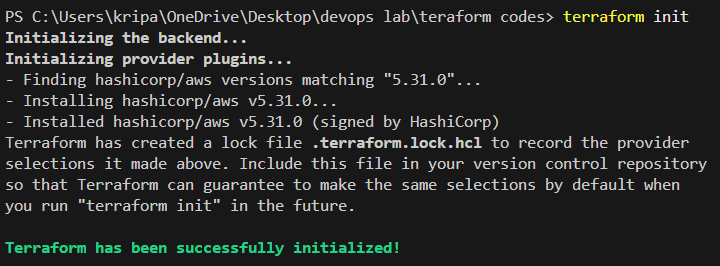 PS C:\Users\kripa\OneDrive\Desktop\devops lab\teraform codes> terraform init
Initializing the backend...
Initializing provider plugins...
- Finding hashicorp/aws versions matching "5.31.0"...
- Installing hashicorp/aws v5.31.0...
- Installed hashicorp/aws v5.31.0 (signed by HashiCorp)
Terraform has created a lock file .terraform.lock.hcl to record the provider
selections it made above. Include this file in your version control repository
so that Terraform can guarantee to make the same selections by default when
you run "terraform init" in the future.
Terraform has been successfully initialized!